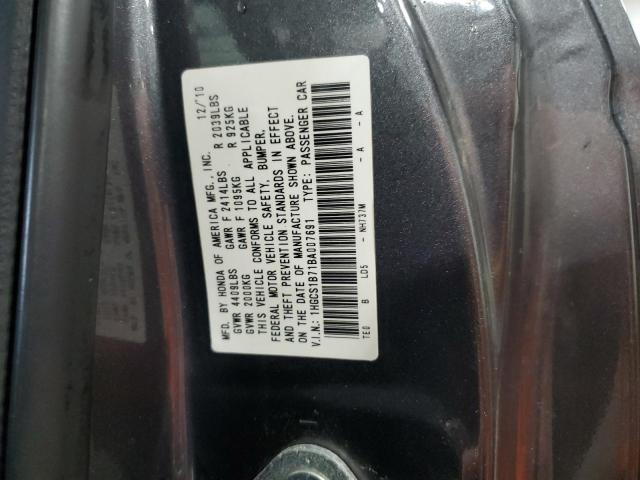 MFD. BY HONDA OF AMERICA MFG., INC. 12/10
GVWR 4409LBS GAWR F 2414LBS R 2039LBS
GVWR 2000KG GAWR F 1095KG R 925KG
THIS VEHICLE CONFORMS TO ALL APPLICABLE
FEDERAL MOTOR VEHICLE SAFETY, BUMPER,
AND THEFT PREVENTION STANDARDS IN EFFECT
ON THE DATE OF MANUFACTURE SHOWN ABOVE.
V.I.N.: 1HGCS1B71BA007691 TYPE: PASSENGER CAR
TE0 B LD5 - NH737M - A - A